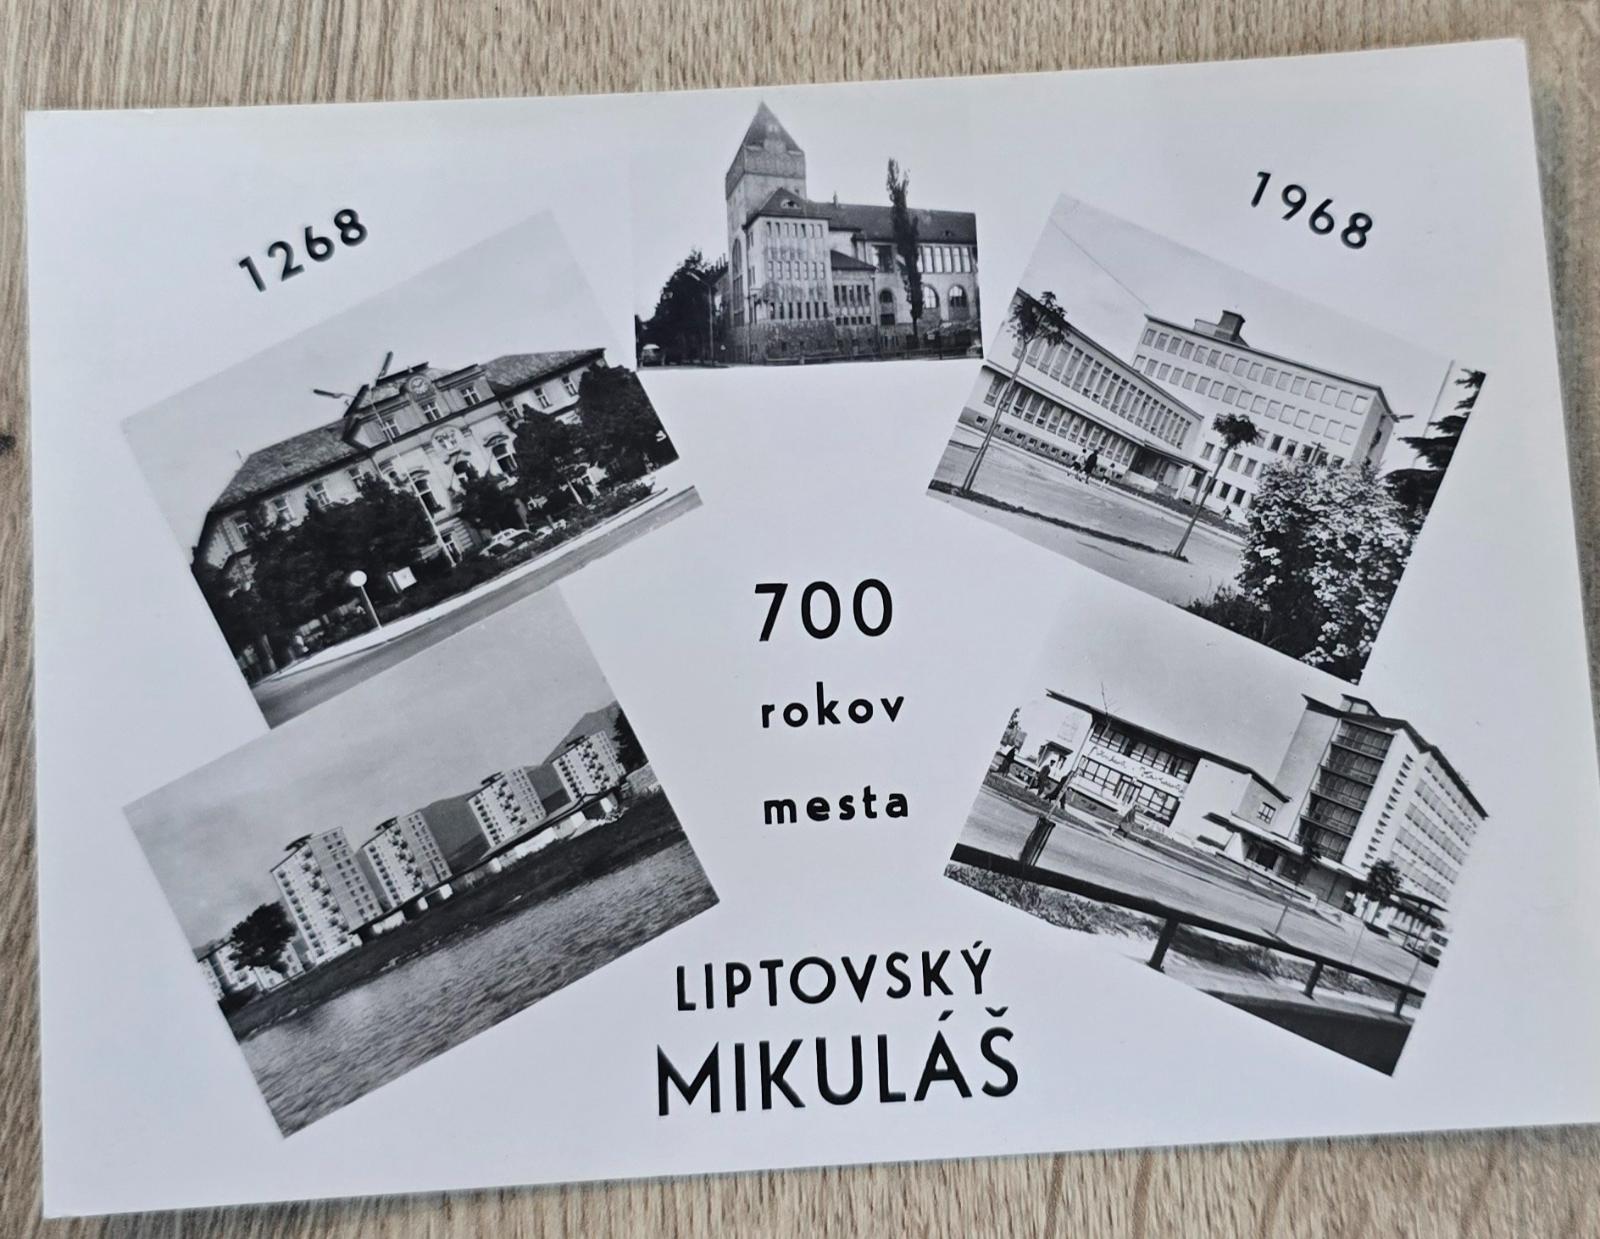 1268
1968
700
rokov
mesta
LIPTOVSKÝ
MIKULÁŠ